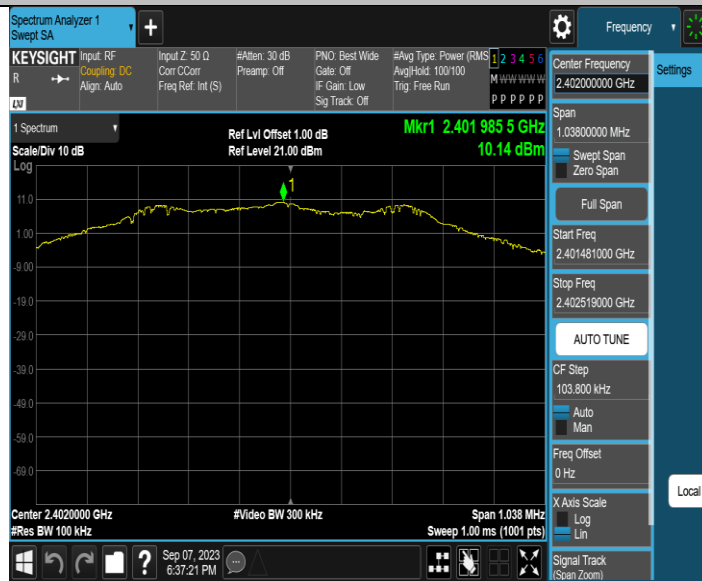 Spectrum Analyzer 1
Swept SA
+
Frequency
KEYSIGHT
R
LXI
Input: RF
Coupling: DC
Align: Auto
Input Z: 50 Ω
Corr CCorr
Freq Ref: Int (S)
#Atten: 30 dB
Preamp: Off
PNO: Best Wide
Gate: Off
IF Gain: Low
Sig Track: Off
#Avg Type: Power (RMS
Avg|Hold: 100/100
Trig: Free Run
1 2 3 4 5 6
M W W W W W
P P P P P P
1 Spectrum
Scale/Div 10 dB
Ref Lvl Offset 1.00 dB
Ref Level 21.00 dBm
Mkr1 2.401 985 5 GHz
10.14 dBm
Log
1
11.0
1.00
-9.00
-19.0
-29.0
-39.0
-49.0
-59.0
-69.0
Center 2.4020000 GHz
#Res BW 100 kHz
#Video BW 300 kHz
Span 1.038 MHz
Sweep 1.00 ms (1001 pts)
?
Sep 07, 2023
6:37:21 PM
Center Frequency
2.402000000 GHz
Span
1.03800000 MHz
Swept Span
Zero Span
Full Span
Start Freq
2.401481000 GHz
Stop Freq
2.402519000 GHz
AUTO TUNE
CF Step
103.800 kHz
Auto
Man
Freq Offset
0 Hz
X Axis Scale
Log
Lin
Signal Track
(Span Zoom)
Settings
Local